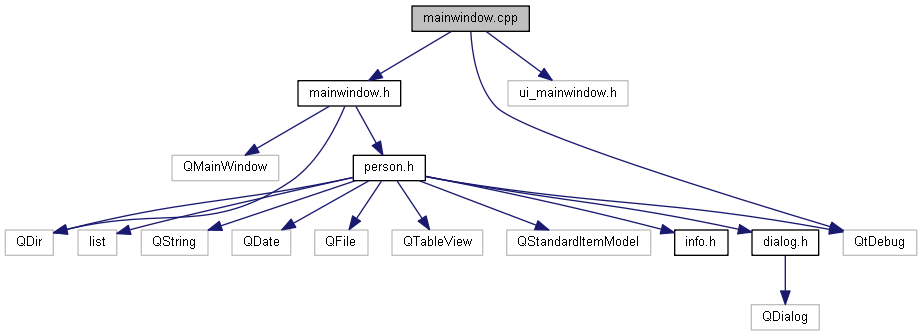 mainwindow.cpp
mainwindow.h
ui_mainwindow.h
QMainWindow
person.h
QDir
list
QString
QDate
QFile
QTableView
QStandardItemModel
info.h
dialog.h
QtDebug
QDialog